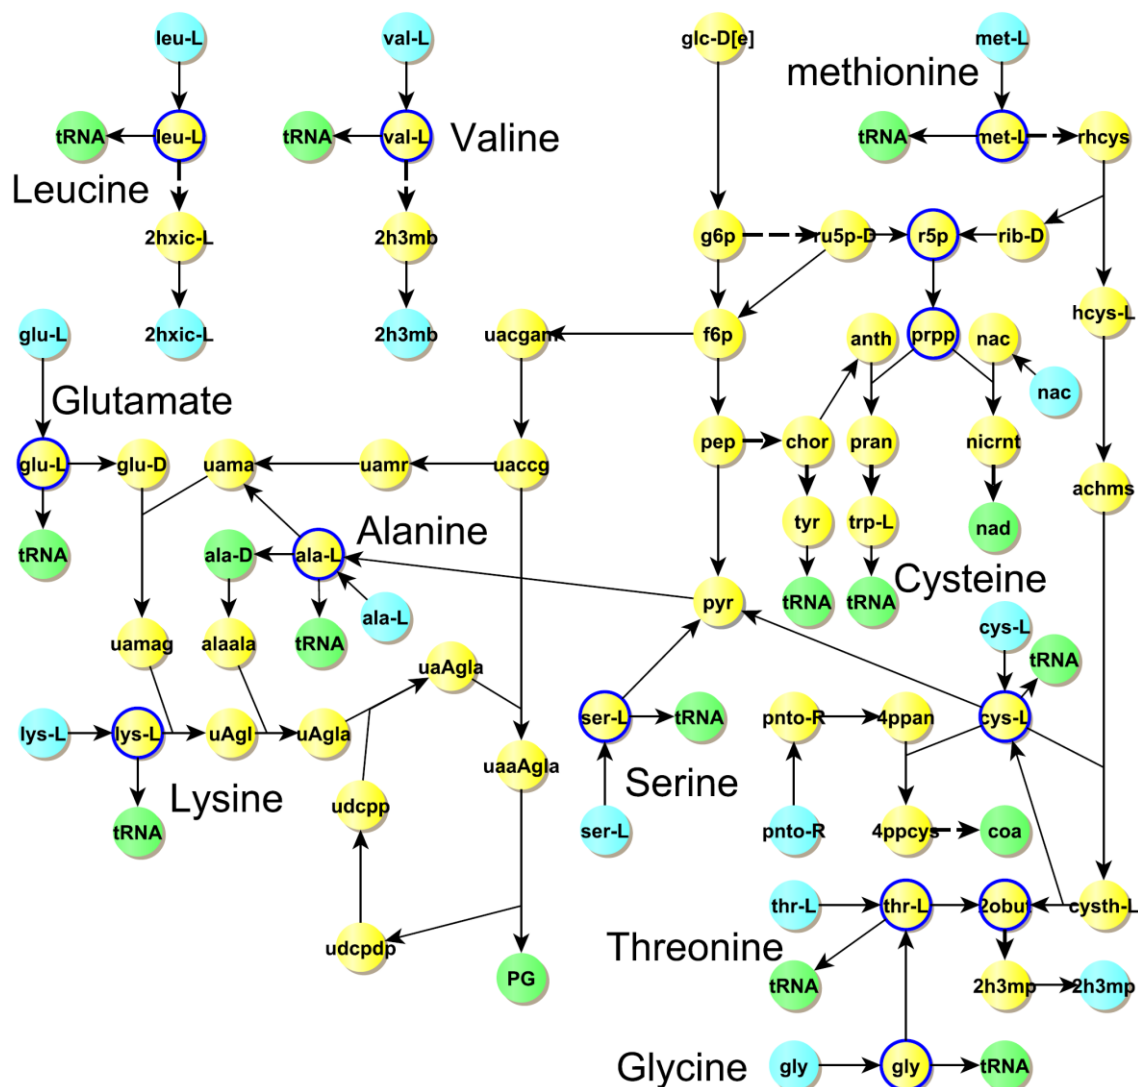 leu-L val-L glc-D[e] met-L
methionine
tRNA leu-L tRNA val-L Valine tRNA met-L rhcys
Leucine
2hxic-L 2h3mb g6p ru5p-D r5p rib-D
hcys-L
glu-L 2hxic-L 2h3mb uacgam f6p anth prpp nac
nac
Glutamate
glu-L glu-D uama uamr uaccg pep chor pran nicrnt
achms
Alanine
tyr trp-L nad
tRNA ala-D ala-L
Cysteine
pyr tRNA tRNA
ala-L cys-L
uamag alaala tRNA
uaAgla tRNA
ser-L tRNA pnto-R 4ppan cys-L
lys-L lys-L uAgl uAgla
uaaAgla
Serine
Lysine
udcpp
tRNA ser-L pnto-R 4ppcys coa
thr-L thr-L 2obut cysth-L
Threonine
udcpdp
PG tRNA 2h3mp 2h3mp
Glycine gly gly tRNA